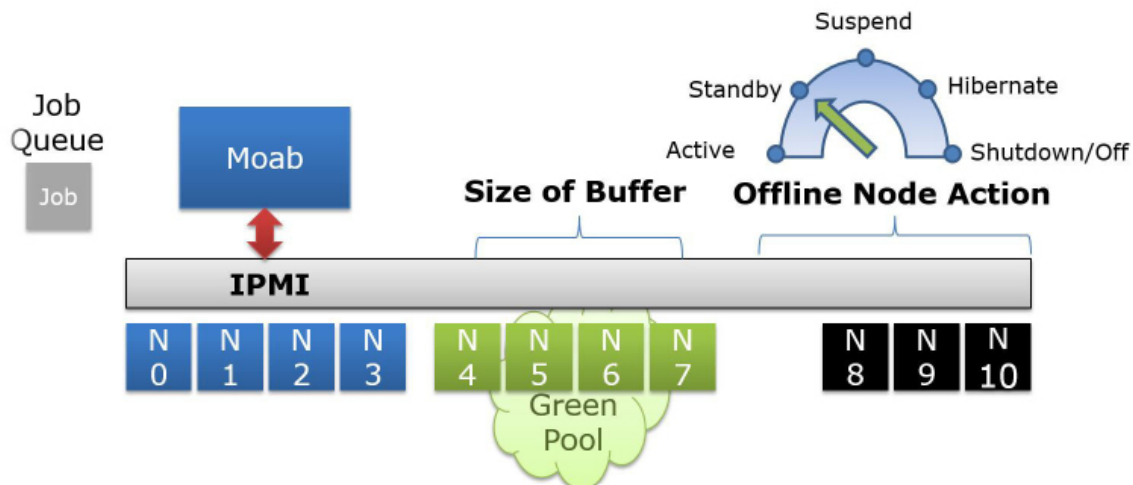 Job
Queue
Job
Moab
Suspend
Standby
Hibernate
Active
Shutdown/Off
Size of Buffer
Offline Node Action
IPMI
N
0
N
1
N
2
N
3
N
4
N
5
N
6
N
7
N
8
N
9
N
10
Green
Pool